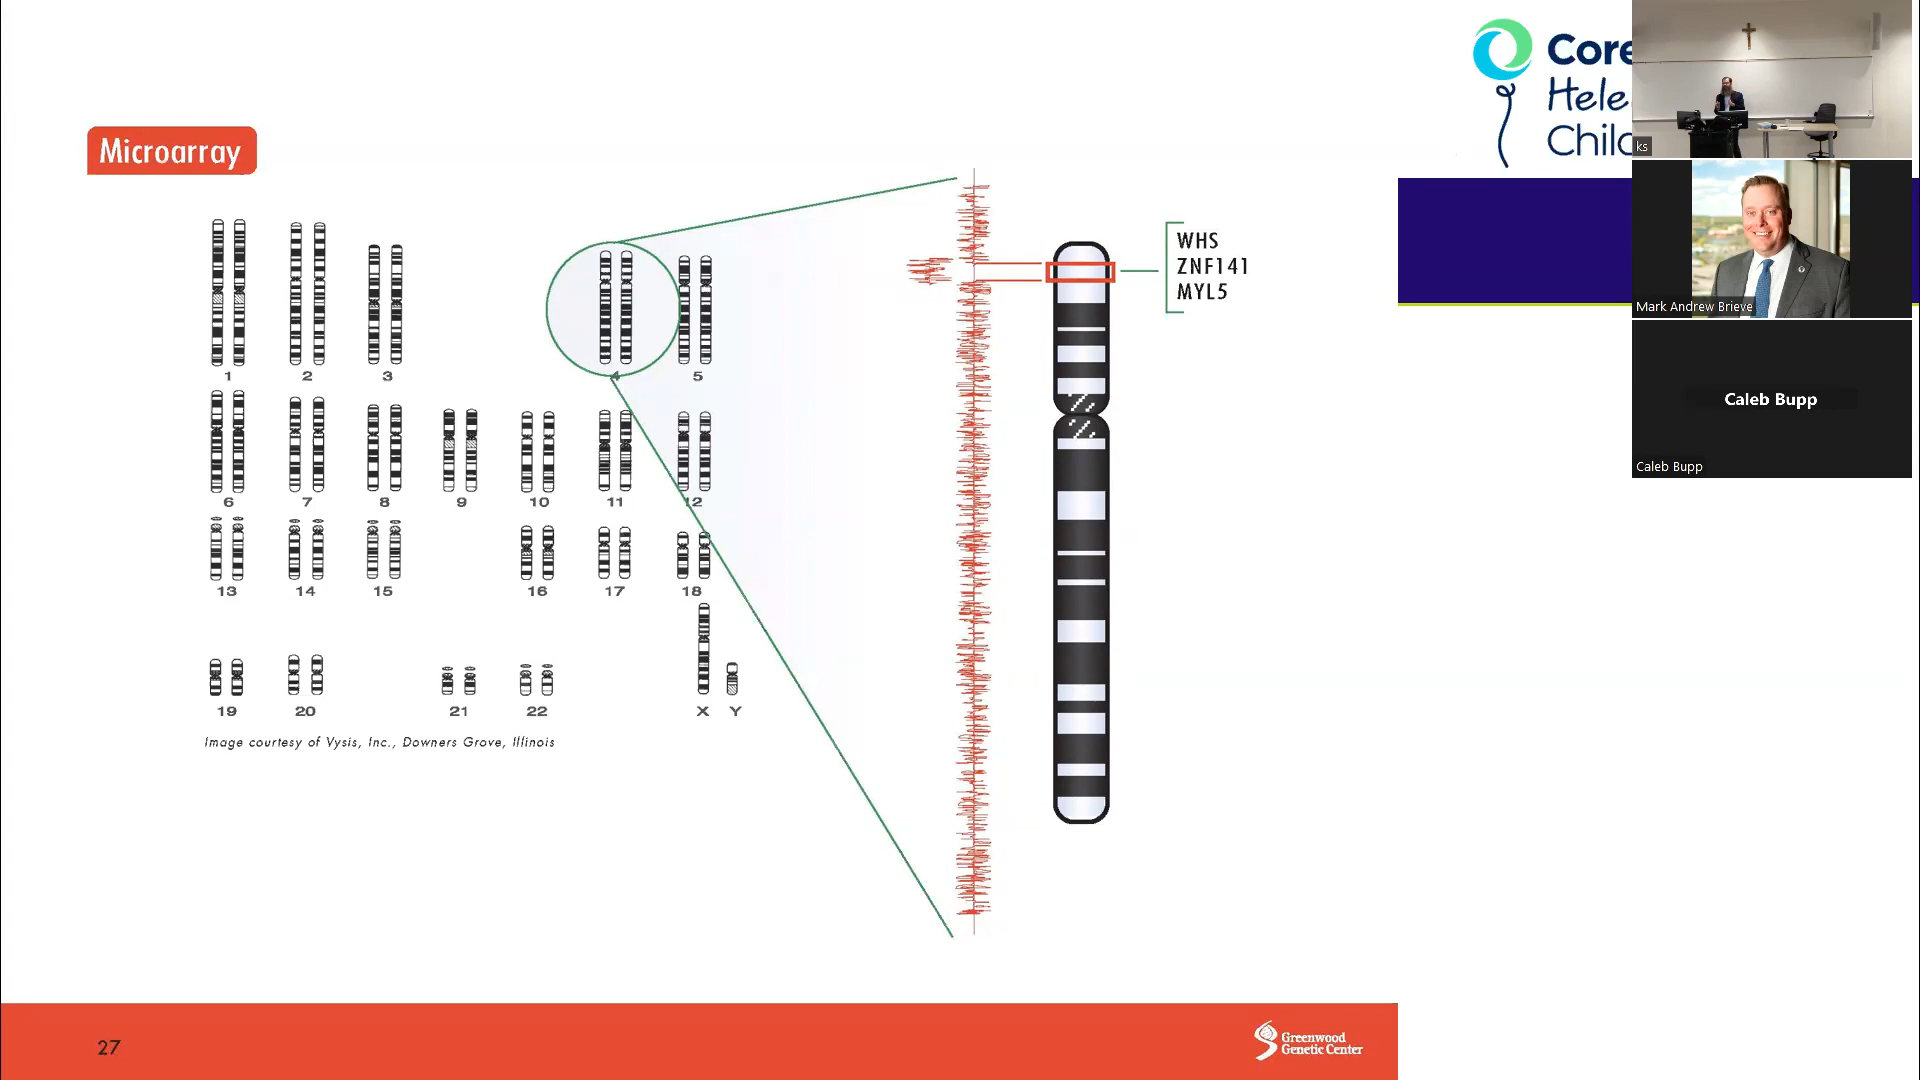 Microarray
WHS
ZNF141
MYL5
1 2 3 4 5
6 7 8 9 10 11 12
13 14 15 16 17 18
19 20 21 22 X Y
Image courtesy of Vysis, Inc., Downers Grove, Illinois
27
Greenwood
Genetic Center
Core
Hele
Chil
ks
Mark Andrew Brieve
Caleb Bupp
Caleb Bupp